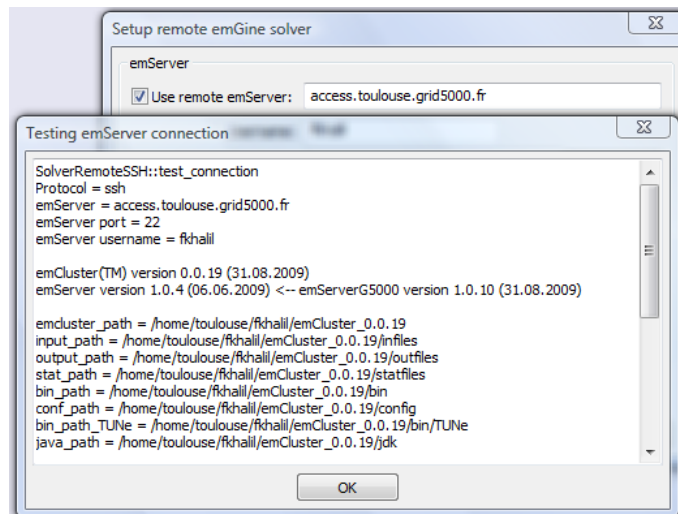 Setup remote emGine solver
emServer
Use remote emServer: access.toulouse.grid5000.fr
Testing emServer connection
SolverRemoteSSH::test_connection
Protocol = ssh
emServer = access.toulouse.grid5000.fr
emServer port = 22
emServer username = fkhalil
emCluster(TM) version 0.0.19 (31.08.2009)
emServer version 1.0.4 (06.06.2009) <-- emServerG5000 version 1.0.10 (31.08.2009)
emcluster_path = /home/toulouse/fkhalil/emCluster_0.0.19
input_path = /home/toulouse/fkhalil/emCluster_0.0.19/infiles
output_path = /home/toulouse/fkhalil/emCluster_0.0.19/outfiles
stat_path = /home/toulouse/fkhalil/emCluster_0.0.19/statfiles
bin_path = /home/toulouse/fkhalil/emCluster_0.0.19/bin
conf_path = /home/toulouse/fkhalil/emCluster_0.0.19/config
bin_path_TUNe = /home/toulouse/fkhalil/emCluster_0.0.19/bin/TUNe
java_path = /home/toulouse/fkhalil/emCluster_0.0.19/jdk
OK